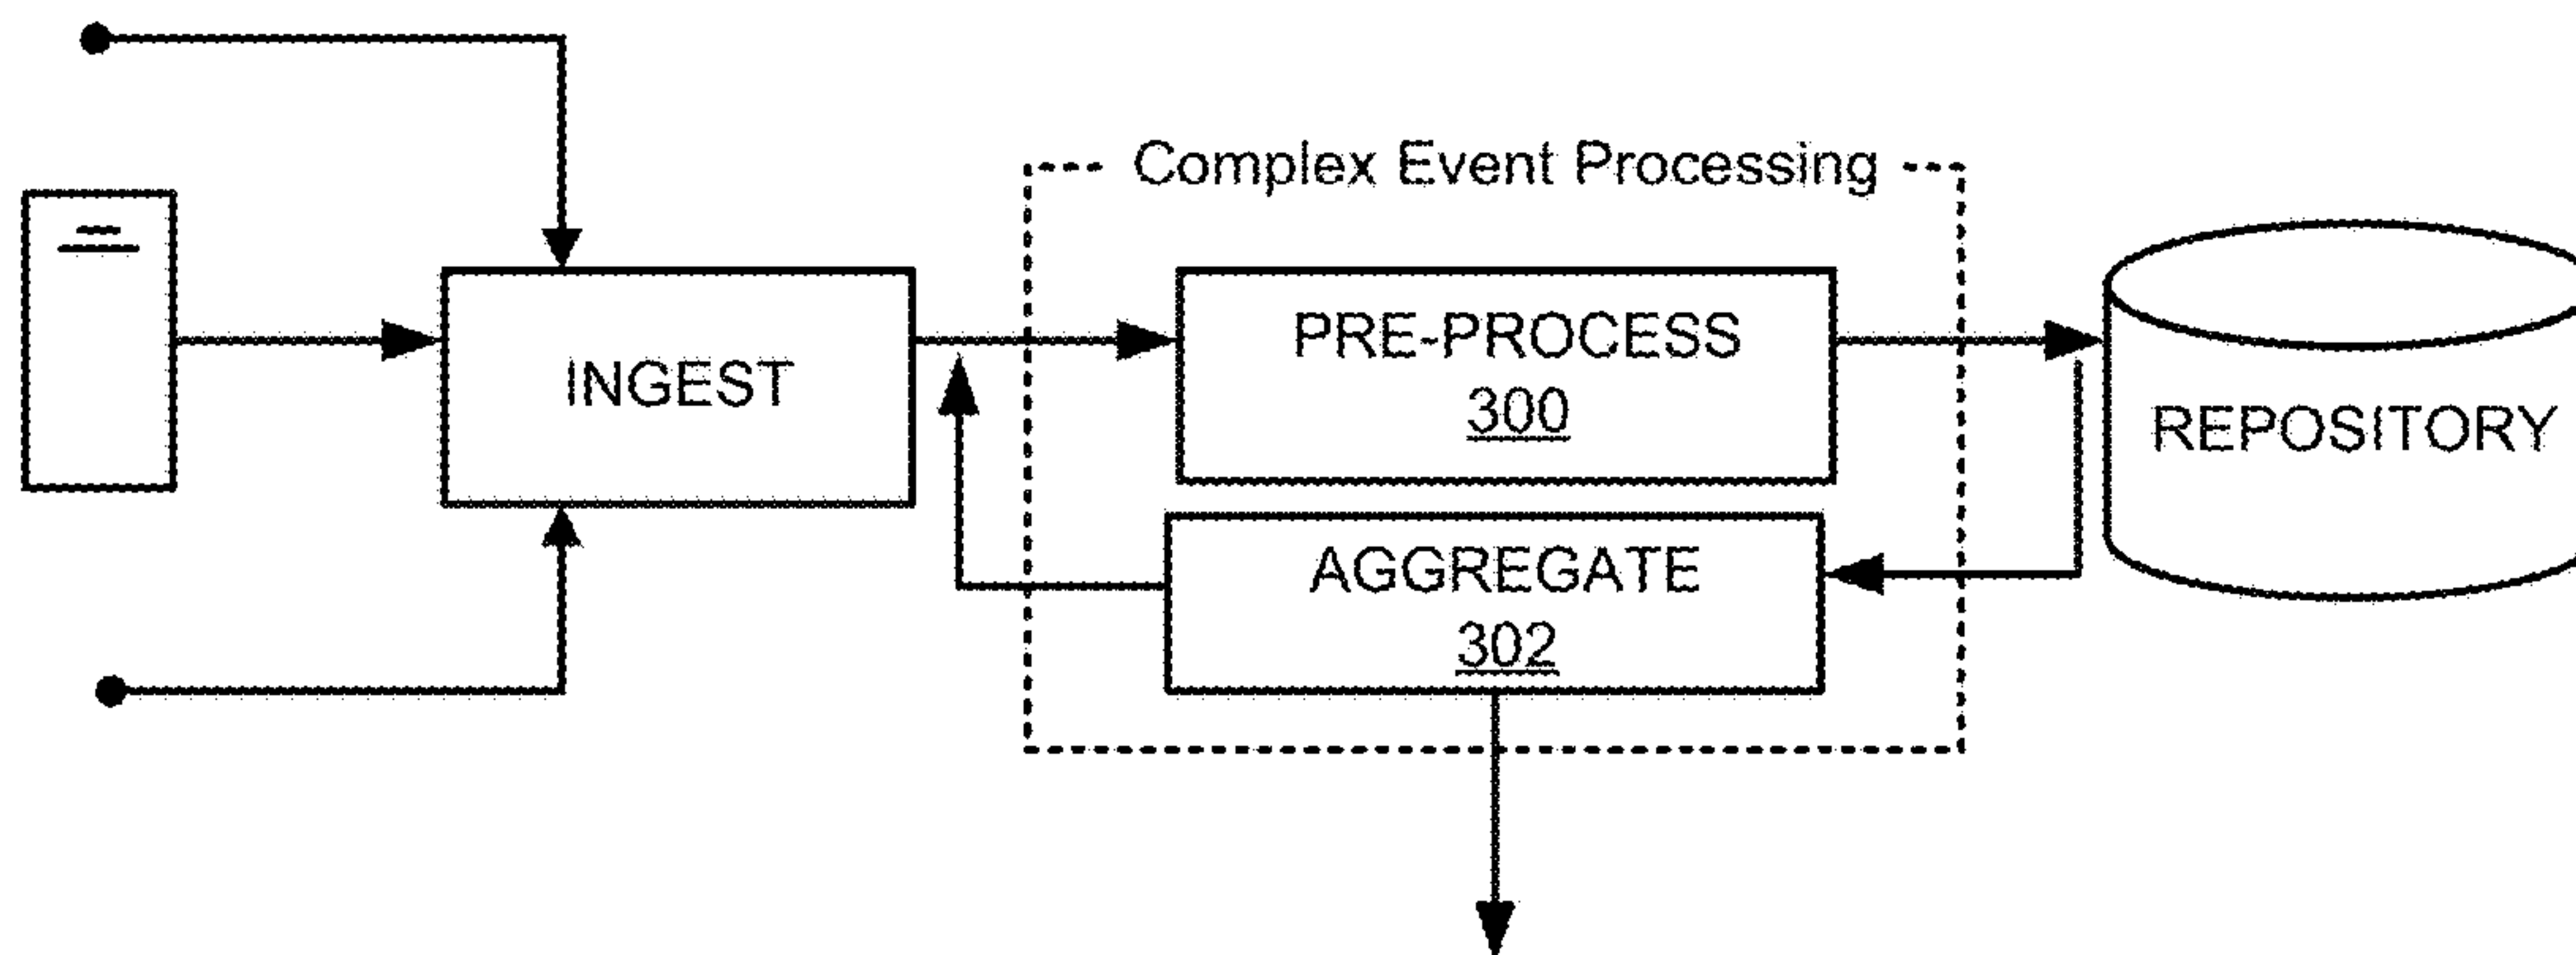 Complex Event Processing
INGEST
PRE-PROCESS
300
REPOSITORY
AGGREGATE
302